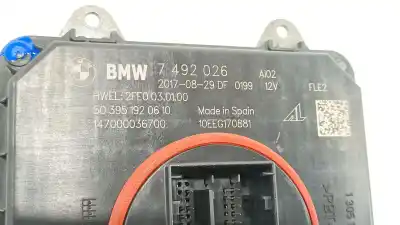 BMW 7 492 026 AI02
2017-08-29 DF 0199 12V FLE2
HWEL: 2FE0 03.01.00
5D 395 192 06 10 Made in Spain
147000036700 10EEG170881